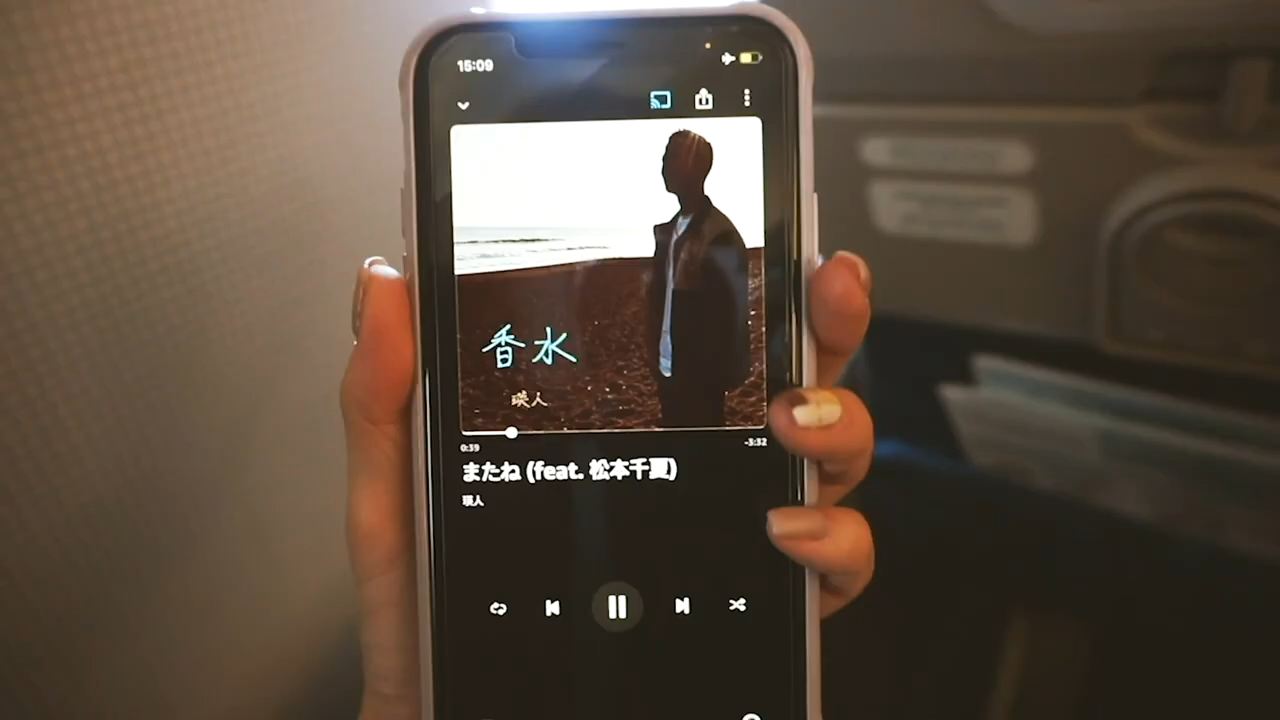 15:09
香水
瑛人
0:39
-3:32
またね (feat. 松本千夏)
瑛人